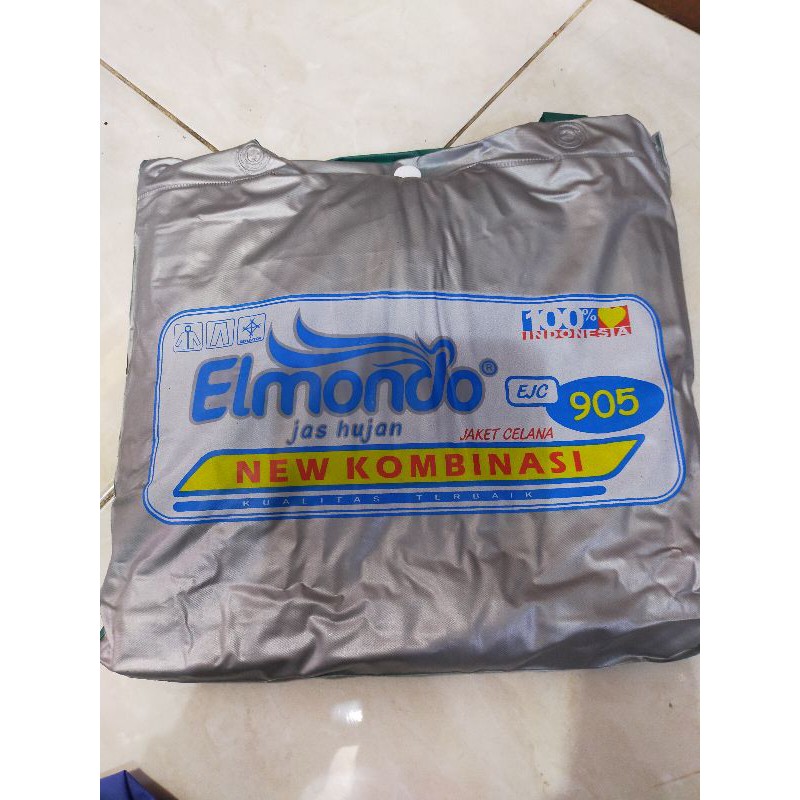 100%
INDONESIA
Elmondo®
jas hujan
EJC
905
JAKET CELANA
NEW KOMBINASI
KUALITAS TERBAIK